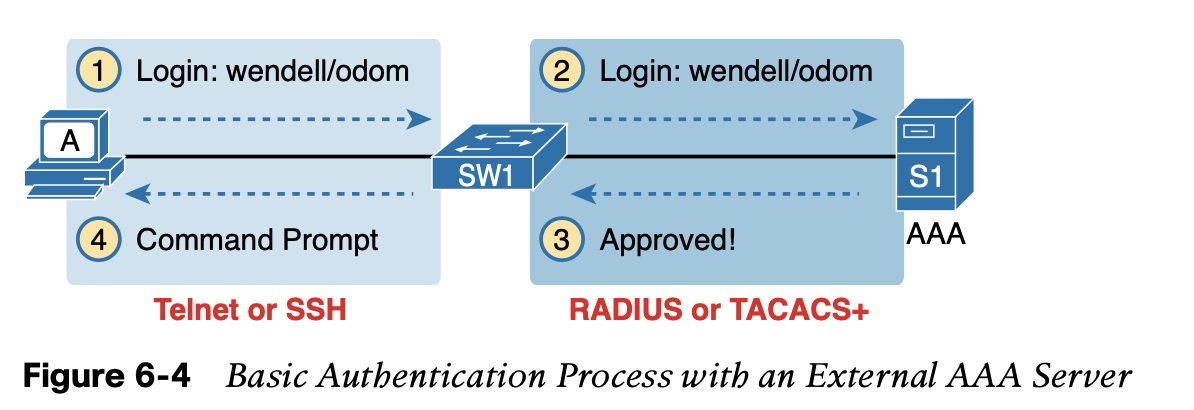 1 Login: wendell/odom
2 Login: wendell/odom
A
SW1
S1
AAA
4 Command Prompt
3 Approved!
Telnet or SSH
RADIUS or TACACS+
Figure 6-4 Basic Authentication Process with an External AAA Server